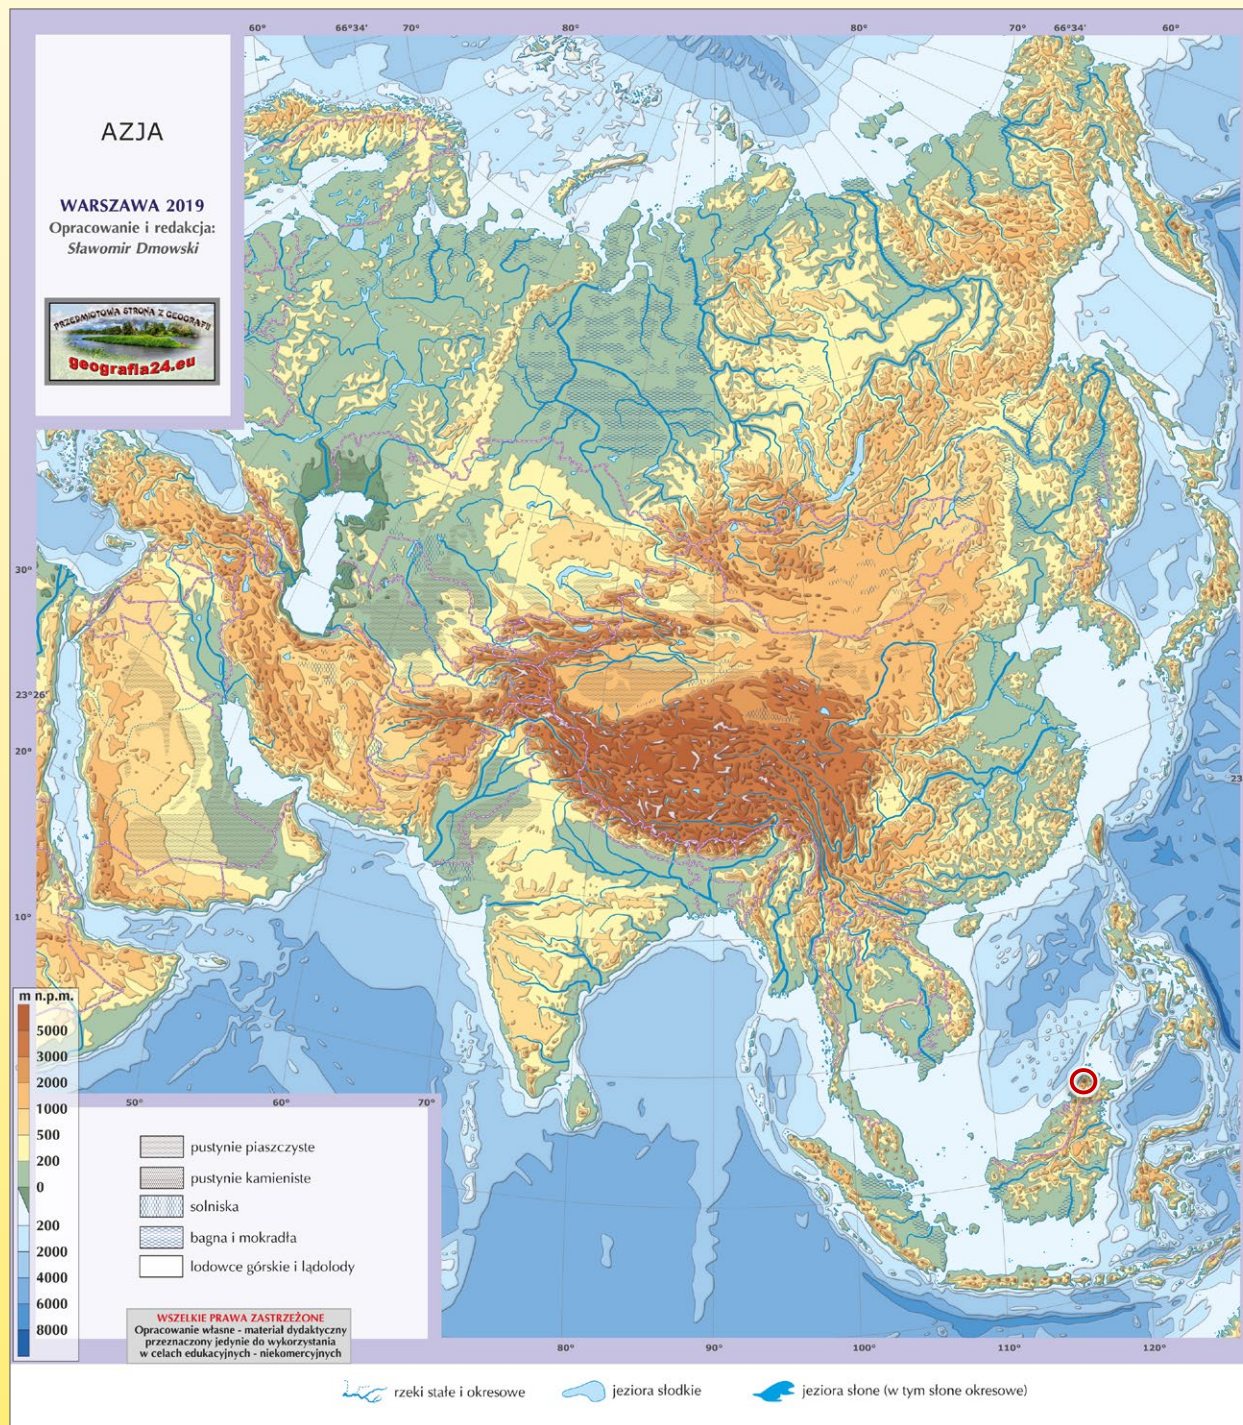 60°
66°34'
70°
80°
80°
70°
66°34'
60°
AZJA
WARSZAWA 2019
Opracowanie i redakcja:
Sławomir Dmowski
PRZEDMIOTOWA STRONA Z GEOGRAFII
geografia24.eu
30°
23°26'
20°
10°
23
m n.p.m.
5000
3000
2000
1000
500
200
0
200
2000
4000
6000
8000
50°
60°
70°
pustynie piaszczyste
pustynie kamieniste
solniska
bagna i mokradła
lodowce górskie i lądolody
WSZELKIE PRAWA ZASTRZEŻONE
Opracowanie własne - materiał dydaktyczny
przeznaczony jedynie do wykorzystania
w celach edukacyjnych - niekomercyjnych
80°
90°
100°
110°
120°
rzeki stałe i okresowe
jeziora słodkie
jeziora słone (w tym słone okresowe)